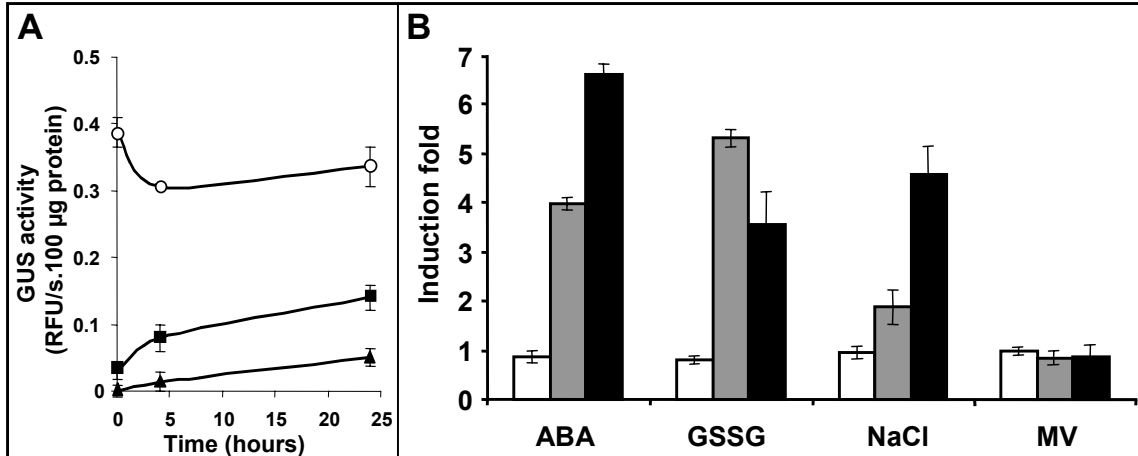 A
GUS activity
(RFU/s.100 µg protein)
0.5
0.4
0.3
0.2
0.1
0
0 5 10 15 20 25
Time (hours)
B
Induction fold
7
6
5
4
3
2
1
0
ABA GSSG NaCl MV